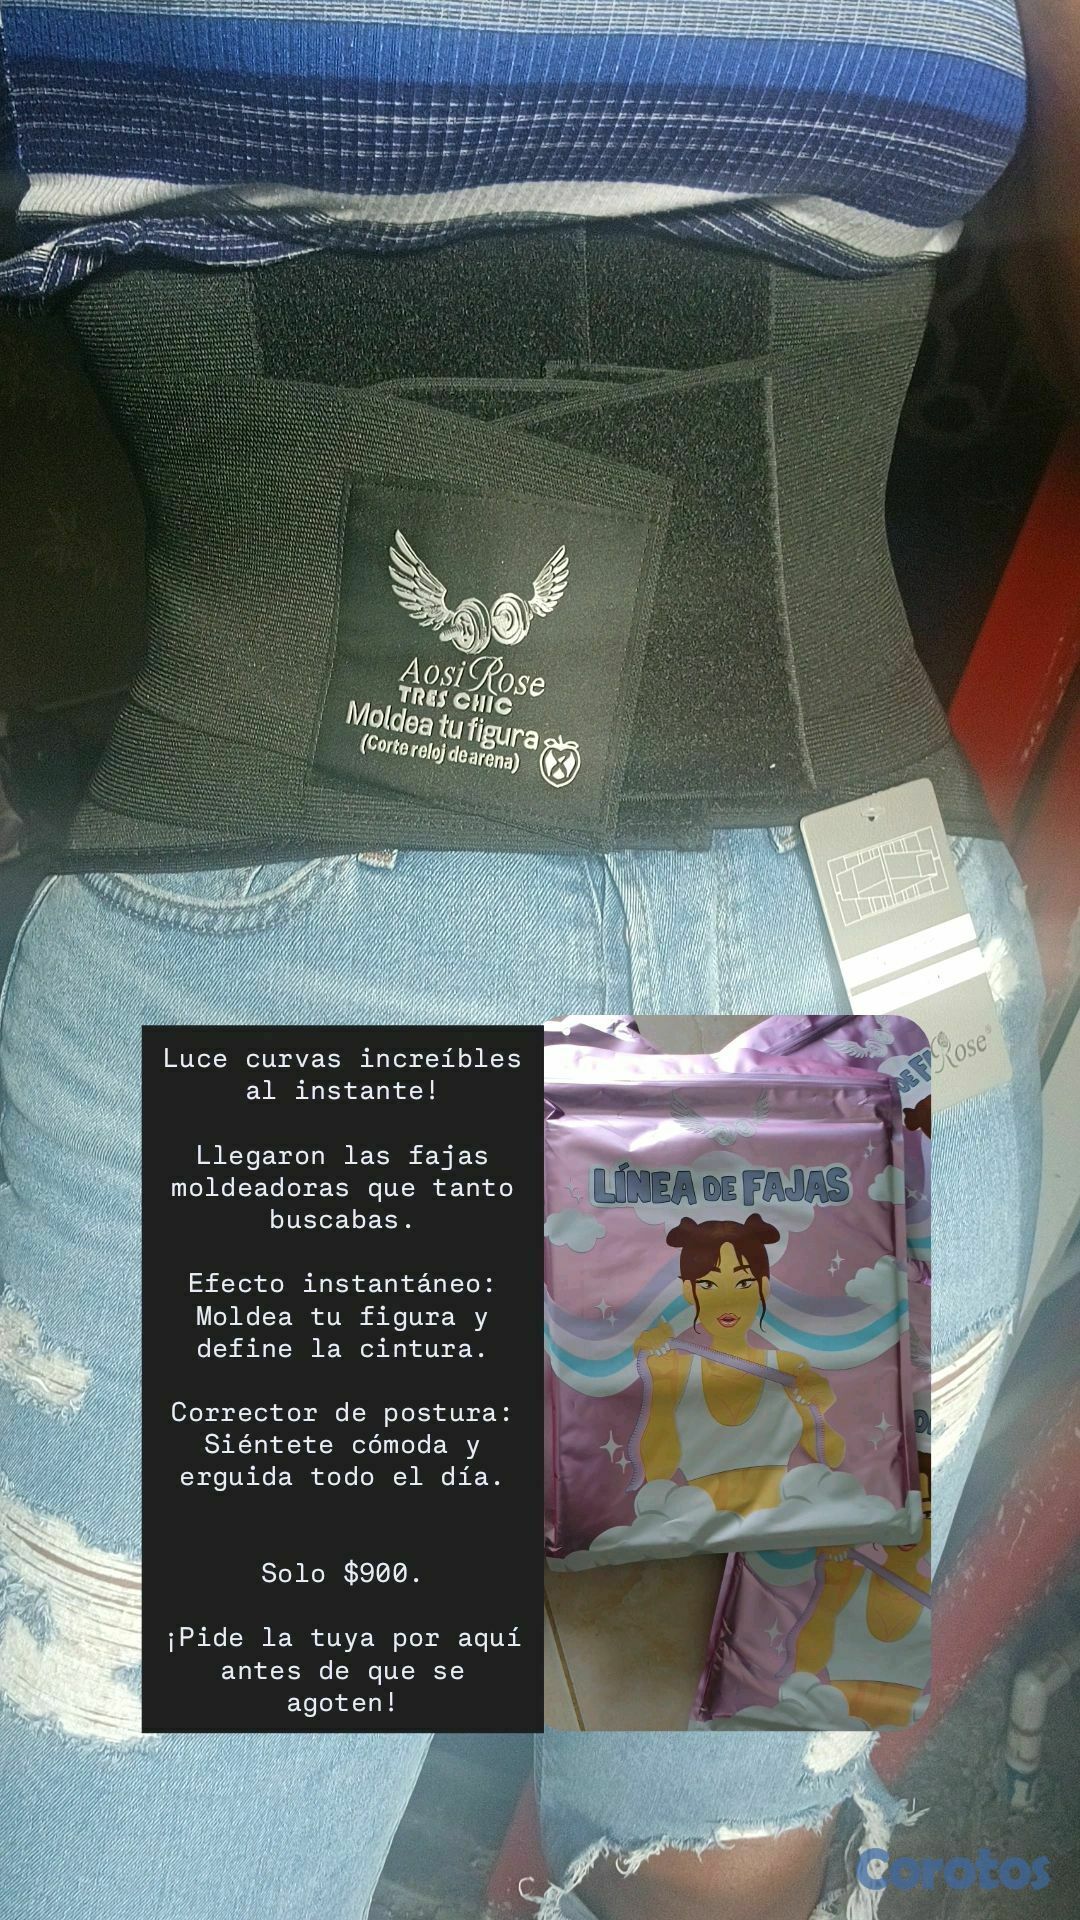 Aosi Rose
TRES CHIC
Moldea tu figura
(Corte reloj de arena)
Rose®
Luce curvas increíbles
al instante!
Llegaron las fajas
moldeadoras que tanto
buscabas.
Efecto instantáneo:
Moldea tu figura y
define la cintura.
Corrector de postura:
Siéntete cómoda y
erguida todo el día.
Solo $900.
¡Pide la tuya por aquí
antes de que se
agoten!
LÍNEA DE FAJAS
DE
Corotos